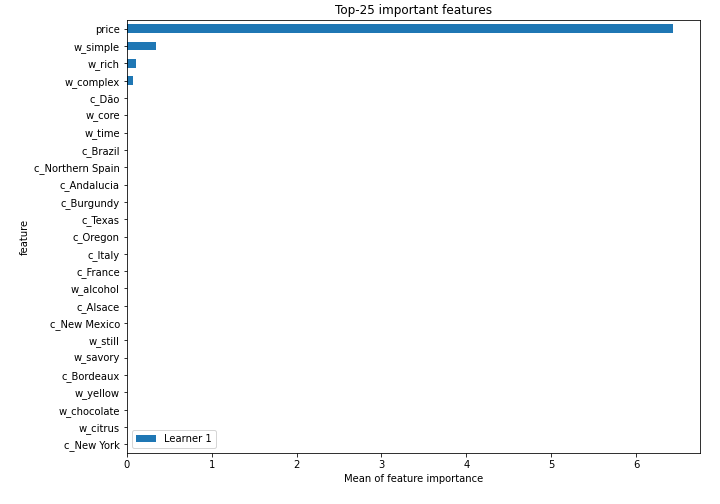 Top-25 important features
price
w_simple
w_rich
w_complex
c_Dão
w_core
w_time
c_Brazil
c_Northern Spain
c_Andalucia
c_Burgundy
c_Texas
c_Oregon
c_Italy
c_France
w_alcohol
c_Alsace
c_New Mexico
w_still
w_savory
c_Bordeaux
w_yellow
w_chocolate
w_citrus
c_New York
feature
Learner 1
0 1 2 3 4 5 6
Mean of feature importance